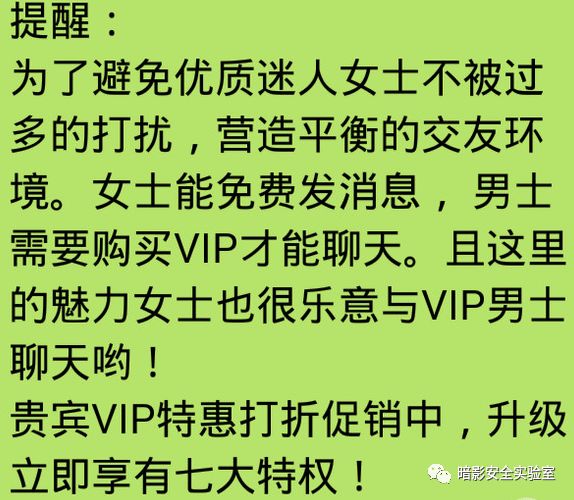 提醒：
为了避免优质迷人女士不被过
多的打扰，营造平衡的交友环
境。女士能免费发消息，男士
需要购买VIP才能聊天。且这里
的魅力女士也很乐意与VIP男士
聊天哟！
贵宾VIP特惠打折促销中，升级
立即享有七大特权！
暗影安全实验室